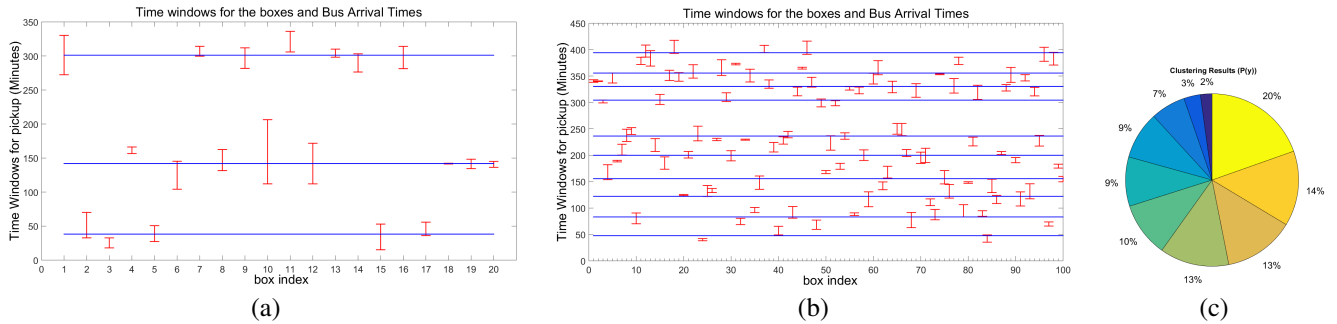 Time windows for the boxes and Bus Arrival Times
Time Windows for pickup (Minutes)
350
300
250
200
150
100
50
0
0 1 2 3 4 5 6 7 8 9 10 11 12 13 14 15 16 17 18 19 20
box index
(a)
Time windows for the boxes and Bus Arrival Times
Time Windows for pickup (Minutes)
450
400
350
300
250
200
150
100
50
0
0 10 20 30 40 50 60 70 80 90 100
box index
(b)
Clustering Results (P(y))
2%
3%
7%
9%
9%
10%
13%
13%
14%
20%
(c)